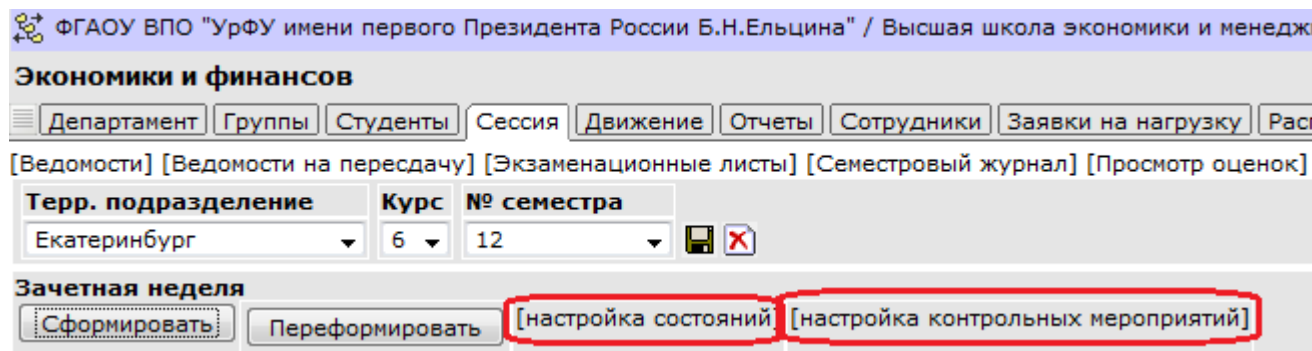 ФГАОУ ВПО "УрФУ имени первого Президента России Б.Н.Ельцина" / Высшая школа экономики и
Экономики и финансов
Департамент Группы Студенты Сессия Движение Отчеты Сотрудники Заявки на нагрузку
[Ведомости] [Ведомости на пересдачу] [Экзаменационные листы] [Семестровый журнал] [Просмотр оценок]
Терр. подразделение Курс № семестра
Екатеринбург 6 12
Зачетная неделя
Сформировать Переформировать [настройка состояний] [настройка контрольных мероприятий]